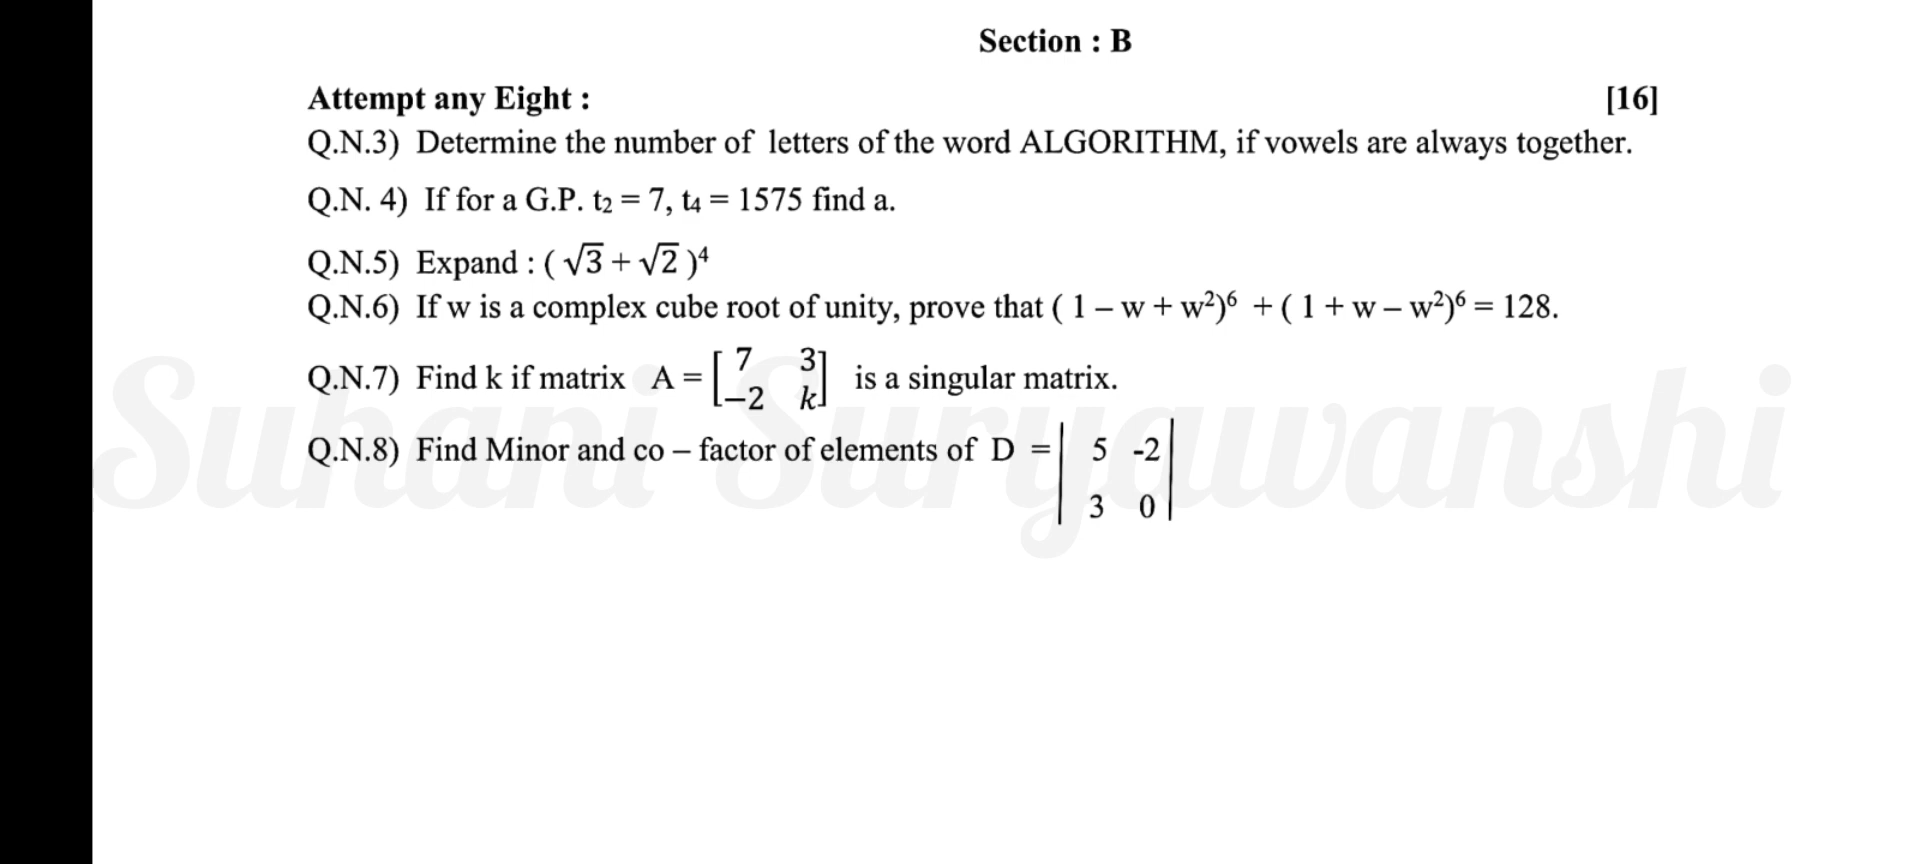 Section : B
Attempt any Eight : [16]
Q.N.3) Determine the number of letters of the word ALGORITHM, if vowels are always together.
Q.N. 4) If for a G.P. t₂ = 7, t₄ = 1575 find a.
Q.N.5) Expand : ( √3 + √2 )⁴
Q.N.6) If w is a complex cube root of unity, prove that ( 1 – w + w²)⁶ + ( 1 + w – w²)⁶ = 128.
Q.N.7) Find k if matrix A = [7 3 −2 k] is a singular matrix.
Q.N.8) Find Minor and co – factor of elements of D = | 5 -2 |
3 0
Suhani Suryawanshi